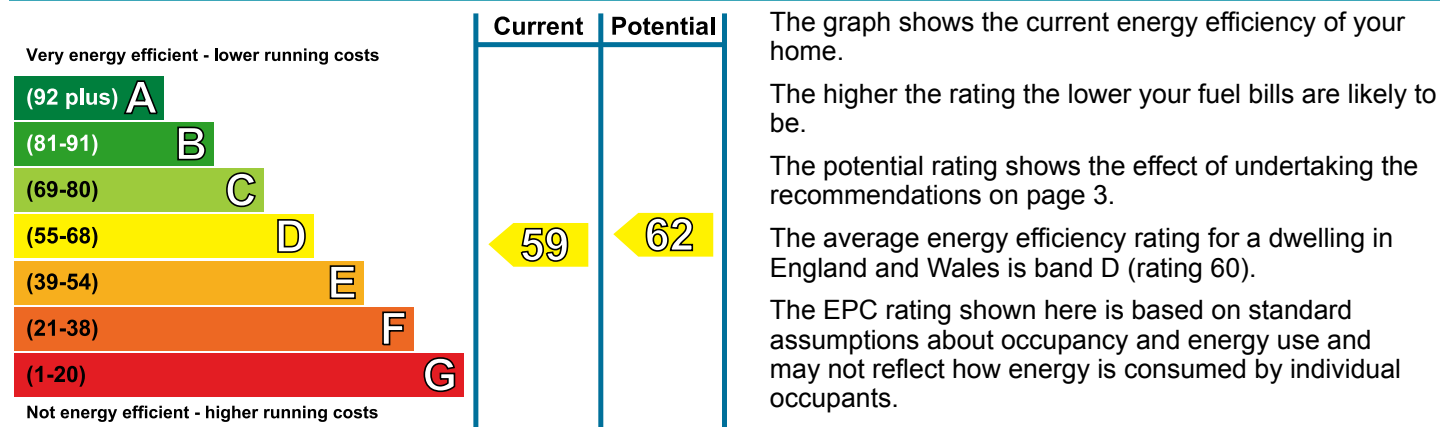 Current Potential
Very energy efficient - lower running costs
(92 plus) A
(81-91) B
(69-80) C
(55-68) D
59 62
(39-54) E
(21-38) F
(1-20) G
Not energy efficient - higher running costs
The graph shows the current energy efficiency of your
home.
The higher the rating the lower your fuel bills are likely to
be.
The potential rating shows the effect of undertaking the
recommendations on page 3.
The average energy efficiency rating for a dwelling in
England and Wales is band D (rating 60).
The EPC rating shown here is based on standard
assumptions about occupancy and energy use and
may not reflect how energy is consumed by individual
occupants.